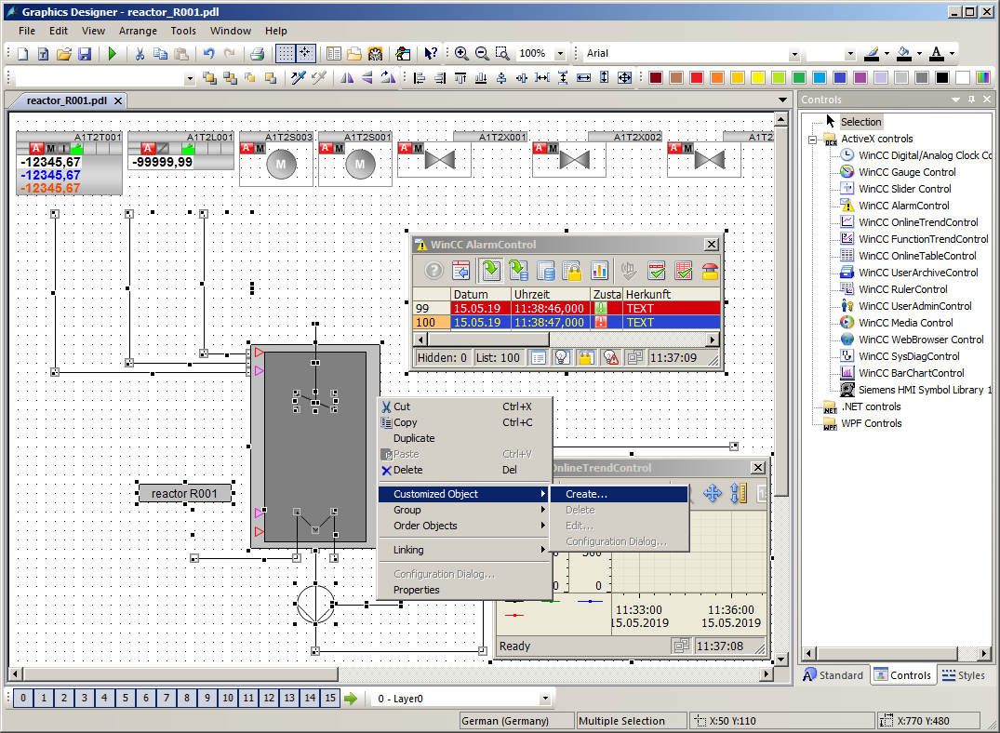 Graphics Designer - reactor_R001.pdl
File Edit View Arrange Tools Window Help
100% Arial
reactor_R001.pdl
Controls
A1T2T001 A1T2L001 A1T2S003 A1T2S001 A1T2X001 A1T2X002 A1T2
A M I A A M A M A M A M A M
-12345,67 -99999,99 M M
-12345,67
-12345,67
Selection
ActiveX controls
WinCC Digital/Analog Clock Co
WinCC Gauge Control
WinCC Slider Control
WinCC AlarmControl
WinCC OnlineTrendControl
WinCC FunctionTrendControl
WinCC OnlineTableControl
WinCC UserArchiveControl
WinCC RulerControl
WinCC UserAdminControl
WinCC Media Control
WinCC WebBrowser Control
WinCC SysDiagControl
WinCC BarChartControl
Siemens HMI Symbol Library 1
.NET controls
WPF Controls
WinCC AlarmControl
Datum Uhrzeit Zusta Herkunft
99 15.05.19 11:38:46,000 TEXT
100 15.05.19 11:38:47,000 TEXT
Hidden: 0 List: 100 11:37:09
Cut Ctrl+X
Copy Ctrl+C
Duplicate
Paste Ctrl+V
Delete Del
Customized Object
Group
Order Objects
Linking
Configuration Dialog...
Properties
Create...
Delete
Edit...
Configuration Dialog...
reactor R001
OnlineTrendControl
0 0
11:33:00 11:36:00
15.05.2019 15.05.2019
Ready 11:37:08
Standard Controls Styles
0 1 2 3 4 5 6 7 8 9 10 11 12 13 14 15 0 - Layer0
German (Germany) Multiple Selection X:50 Y:110 X:770 Y:480